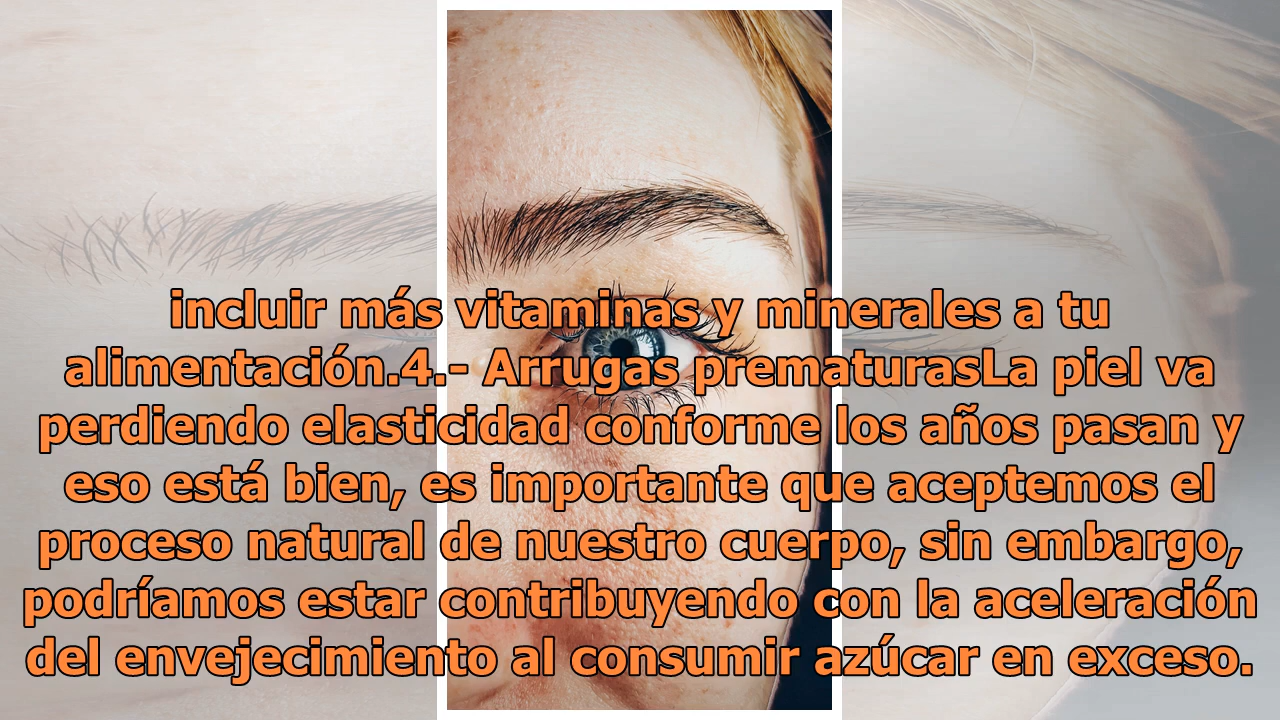 incluir más vitaminas y minerales a tu
alimentación.4.- Arrugas prematurasLa piel va
perdiendo elasticidad conforme los años pasan y
eso está bien, es importante que aceptemos el
proceso natural de nuestro cuerpo, sin embargo,
podríamos estar contribuyendo con la aceleración
del envejecimiento al consumir azúcar en exceso.